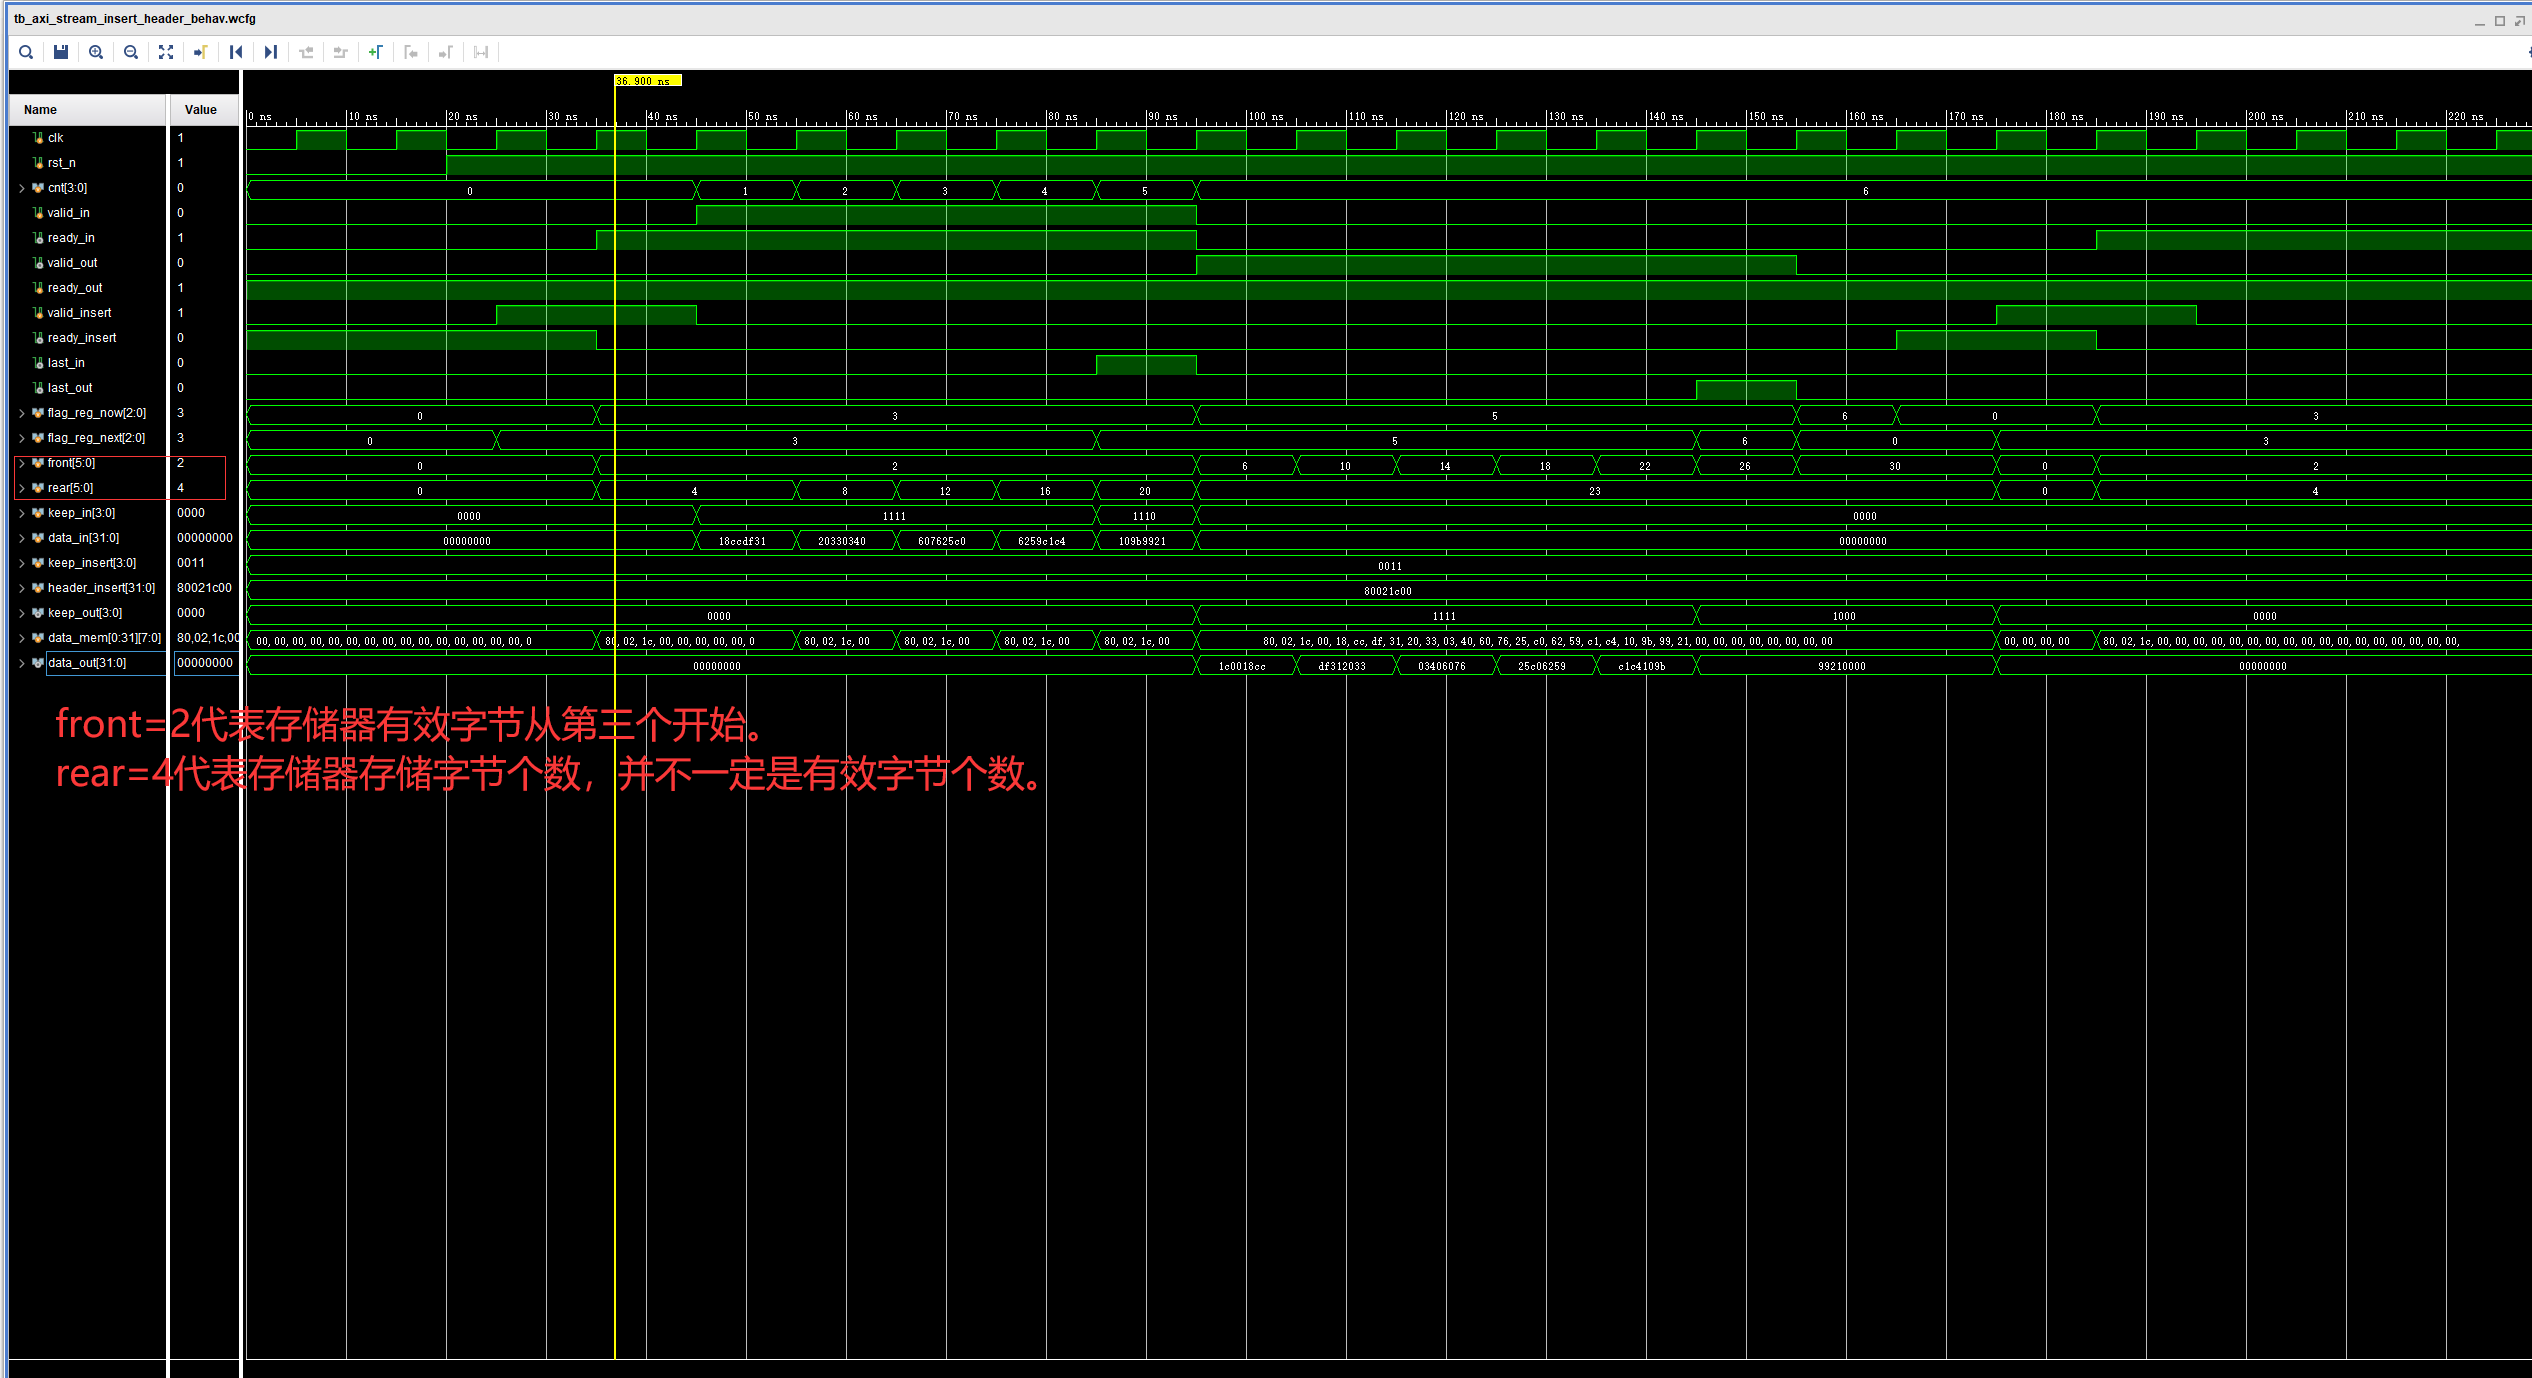 tb_axi_stream_insert_header_behav.wcfg
36.900 ns
Name Value
0 ns 10 ns 20 ns 30 ns 40 ns 50 ns 60 ns 70 ns 80 ns 90 ns 100 ns 110 ns 120 ns 130 ns 140 ns 150 ns 160 ns 170 ns 180 ns 190 ns 200 ns 210 ns 220 ns
clk 1
rst_n 1
cnt[3:0] 0 0 1 2 3 4 5 6
valid_in 0
ready_in 1
valid_out 0
ready_out 1
valid_insert 1
ready_insert 0
last_in 0
last_out 0
flag_reg_now[2:0] 3 0 3 5 6 0 3
flag_reg_next[2:0] 3 0 3 5 6 0 3
front[5:0] 2 0 2 6 10 14 18 22 26 30 0 2
rear[5:0] 4 0 4 8 12 16 20 23 0 4
keep_in[3:0] 0000 0000 1111 1110 0000
data_in[31:0] 00000000 00000000 18ccdf31 20330340 607625c0 6259c1c4 109b9921 00000000
keep_insert[3:0] 0011 0011
header_insert[31:0] 80021c00 80021c00
keep_out[3:0] 0000 0000 1111 1000 0000
data_mem[0:31][7:0] 80,02,1c,00 00,00,00,00,00,00,00,00,00,00,00,00,00,00,00,0 80,02,1c,00,00,00,00,00,0 80,02,1c,00 80,02,1c,00 80,02,1c,00 80,02,1c,00 80,02,1c,00,18,cc,df,31,20,33,03,40,60,76,25,c0,62,59,c1,c4,10,9b,99,21,00,00,00,00,00,00,00,00 00,00,00,00 80,02,1c,00,00,00,00,00,00,00,00,00,00,00,00,00,00,00,00,00,
data_out[31:0] 00000000 00000000 1c0018cc df312033 03406076 25c06259 c1c4109b 99210000 00000000
front=2代表存储器有效字节从第三个开始。
rear=4代表存储器存储字节个数，并不一定是有效字节个数。